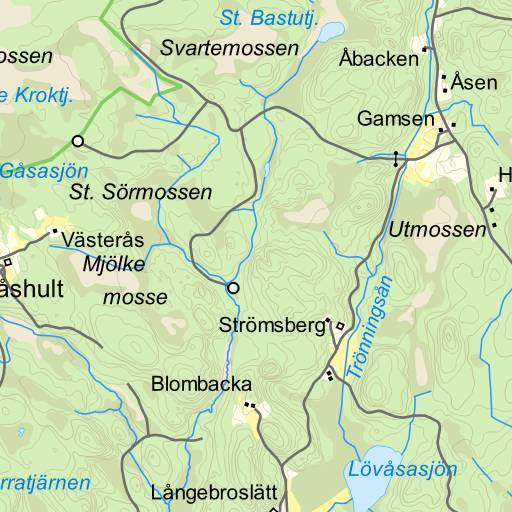 St. Bastutj.
Svartemossen
ossen
Åbacken
Åsen
e Kroktj.
Gamsen
Gåsasjön
H
St. Sörmossen
Västerås
Utmossen
Mjölke
mosse
åshult
Strömsberg
Trönningsån
Blombacka
Lövåsasjön
rratjärnen
Långebroslätt